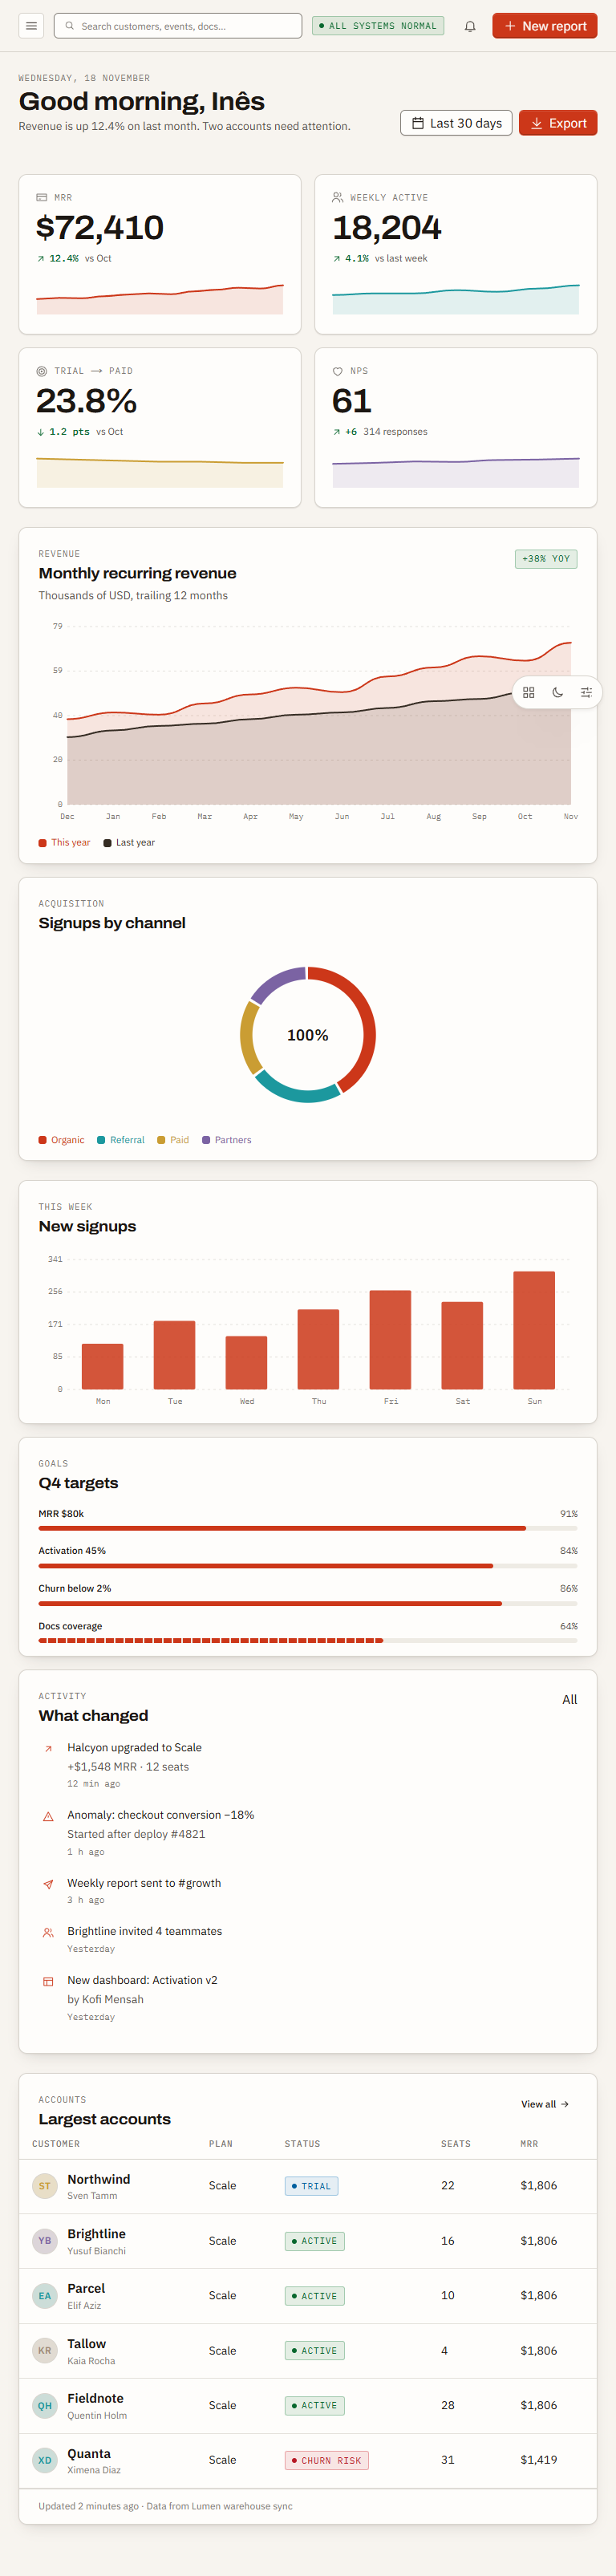 Search customers, events, docs...
ALL SYSTEMS NORMAL
New report
WEDNESDAY, 18 NOVEMBER
Good morning, Inês
Revenue is up 12.4% on last month. Two accounts need attention.
Last 30 days
Export
MRR
$72,410
12.4% vs Oct
WEEKLY ACTIVE
18,204
4.1% vs last week
TRIAL → PAID
23.8%
↓ 1.2 pts vs Oct
NPS
61
+6 314 responses
REVENUE
Monthly recurring revenue
Thousands of USD, trailing 12 months
+38% YOY
79
59
40
20
0
Dec Jan Feb Mar Apr May Jun Jul Aug Sep Oct Nov
This year Last year
ACQUISITION
Signups by channel
100%
Organic Referral Paid Partners
THIS WEEK
New signups
341
256
171
85
0
Mon Tue Wed Thu Fri Sat Sun
GOALS
Q4 targets
MRR $80k 91%
Activation 45% 84%
Churn below 2% 86%
Docs coverage 64%
ACTIVITY
What changed
All
Halcyon upgraded to Scale
+$1,548 MRR · 12 seats
12 min ago
Anomaly: checkout conversion −18%
Started after deploy #4821
1 h ago
Weekly report sent to #growth
3 h ago
Brightline invited 4 teammates
Yesterday
New dashboard: Activation v2
by Kofi Mensah
Yesterday
ACCOUNTS
Largest accounts
View all →
CUSTOMER PLAN STATUS SEATS MRR
ST Northwind Scale TRIAL 22 $1,806
Sven Tamm
YB Brightline Scale ACTIVE 16 $1,806
Yusuf Bianchi
EA Parcel Scale ACTIVE 10 $1,806
Elif Aziz
KR Tallow Scale ACTIVE 4 $1,806
Kaia Rocha
QH Fieldnote Scale ACTIVE 28 $1,806
Quentin Holm
XD Quanta Scale CHURN RISK 31 $1,419
Ximena Diaz
Updated 2 minutes ago · Data from Lumen warehouse sync